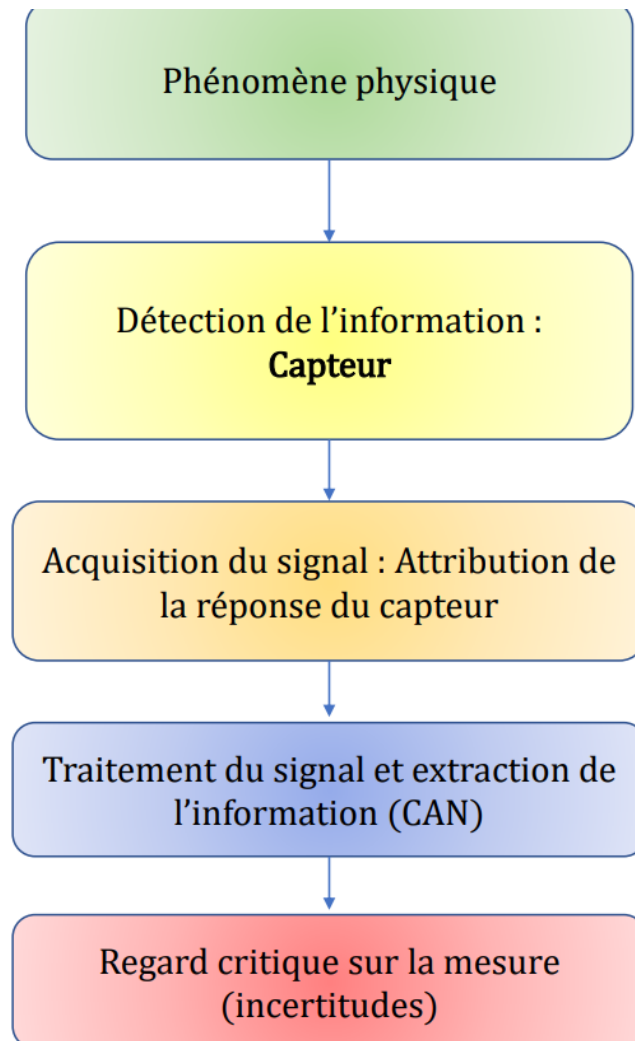 Phénomène physique
Détection de l’information :
Capteur
Acquisition du signal : Attribution de
la réponse du capteur
Traitement du signal et extraction de
l’information (CAN)
Regard critique sur la mesure
(incertitudes)